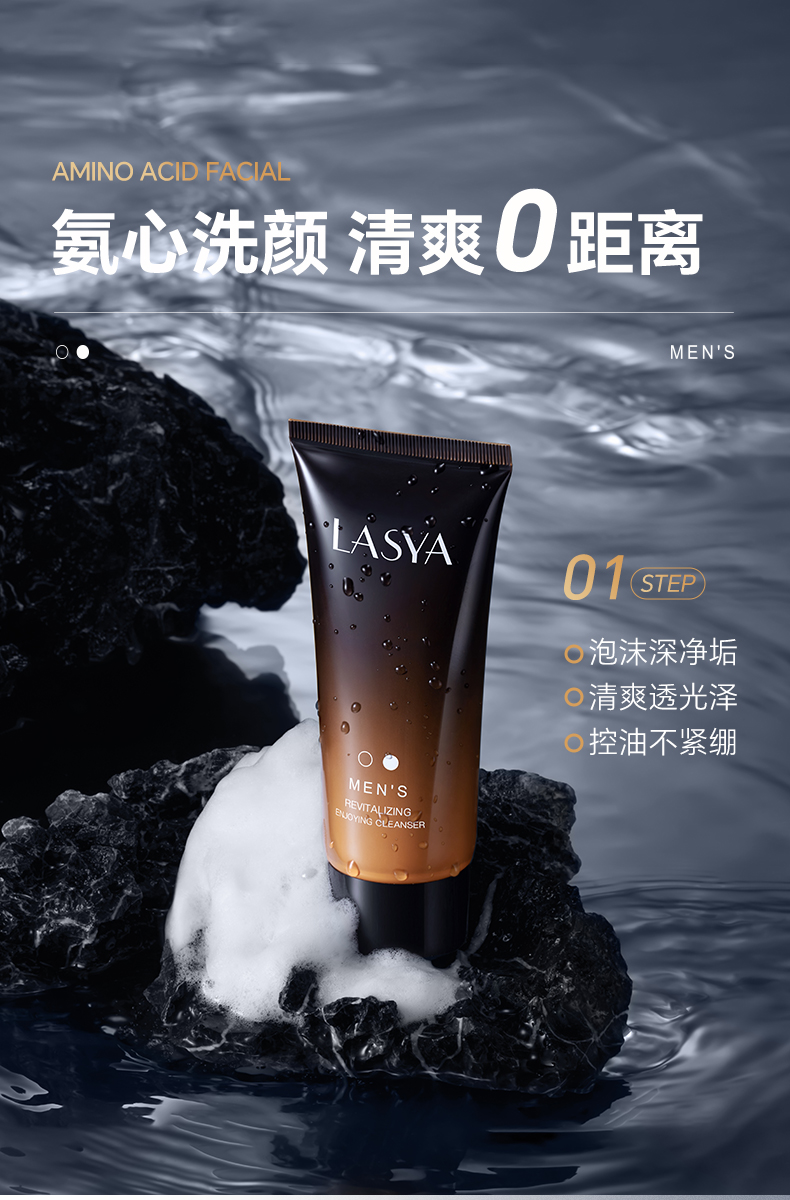 AMINO ACID FACIAL
氨心洗颜 清爽0距离
MEN'S
LASYA
01 STEP
泡沫深净垢
清爽透光泽
控油不紧绷
MEN'S
REVITALIZING
ENJOYING CLEANSER